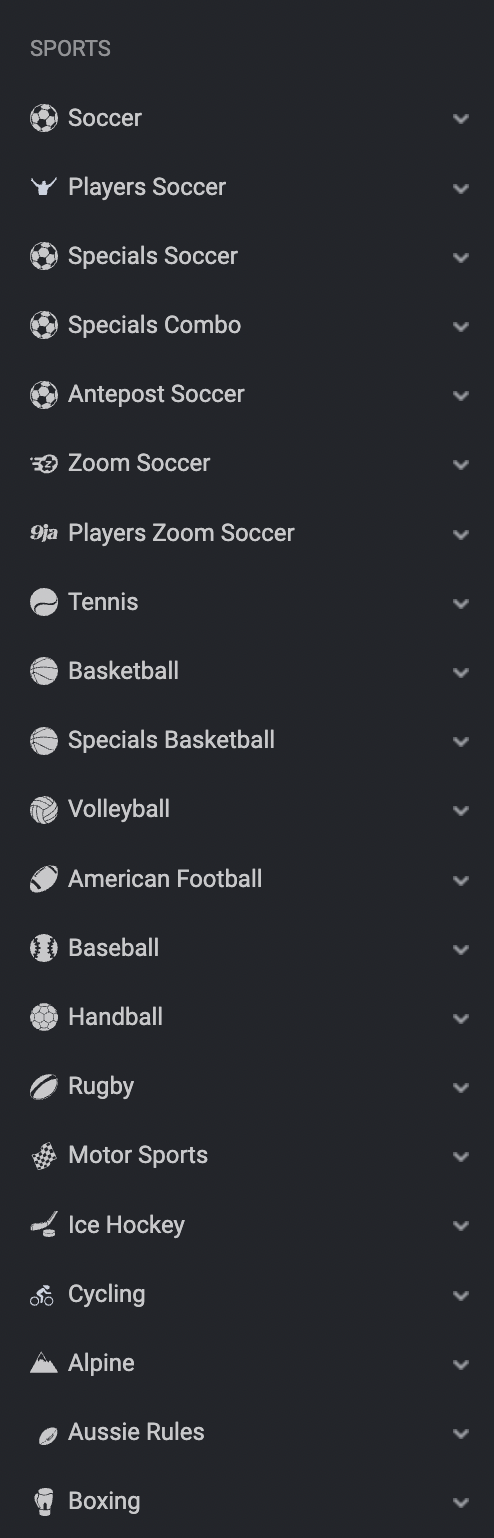 SPORTS
Soccer
Players Soccer
Specials Soccer
Specials Combo
Antepost Soccer
Z Zoom Soccer
9ja Players Zoom Soccer
Tennis
Basketball
Specials Basketball
Volleyball
American Football
Baseball
Handball
Rugby
Motor Sports
Ice Hockey
Cycling
Alpine
Aussie Rules
Boxing